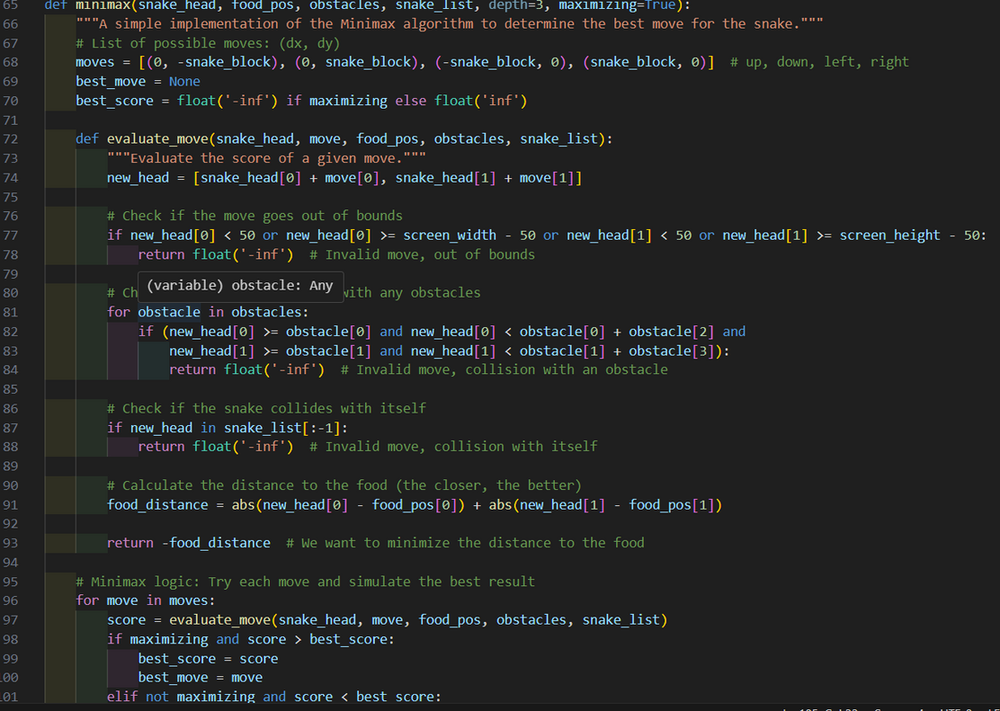 65 def minimax(snake_head, food_pos, obstacles, snake_list, depth=3, maximizing=True):
66 """A simple implementation of the Minimax algorithm to determine the best move for the snake."""
67 # List of possible moves: (dx, dy)
68 moves = [(0, -snake_block), (0, snake_block), (-snake_block, 0), (snake_block, 0)]  # up, down, left, right
69 best_move = None
70 best_score = float('-inf') if maximizing else float('inf')
71
72 def evaluate_move(snake_head, move, food_pos, obstacles, snake_list):
73 """Evaluate the score of a given move."""
74 new_head = [snake_head[0] + move[0], snake_head[1] + move[1]]
75
76 # Check if the move goes out of bounds
77 if new_head[0] < 50 or new_head[0] >= screen_width - 50 or new_head[1] < 50 or new_head[1] >= screen_height - 50:
78 return float('-inf')  # Invalid move, out of bounds
79
(variable) obstacle: Any
80 # Ch with any obstacles
81 for obstacle in obstacles:
82 if (new_head[0] >= obstacle[0] and new_head[0] < obstacle[0] + obstacle[2] and
83 new_head[1] >= obstacle[1] and new_head[1] < obstacle[1] + obstacle[3]):
84 return float('-inf')  # Invalid move, collision with an obstacle
85
86 # Check if the snake collides with itself
87 if new_head in snake_list[:-1]:
88 return float('-inf')  # Invalid move, collision with itself
89
90 # Calculate the distance to the food (the closer, the better)
91 food_distance = abs(new_head[0] - food_pos[0]) + abs(new_head[1] - food_pos[1])
92
93 return -food_distance  # We want to minimize the distance to the food
94
95 # Minimax logic: Try each move and simulate the best result
96 for move in moves:
97 score = evaluate_move(snake_head, move, food_pos, obstacles, snake_list)
98 if maximizing and score > best_score:
99 best_score = score
100 best_move = move
101 elif not maximizing and score < best_score: